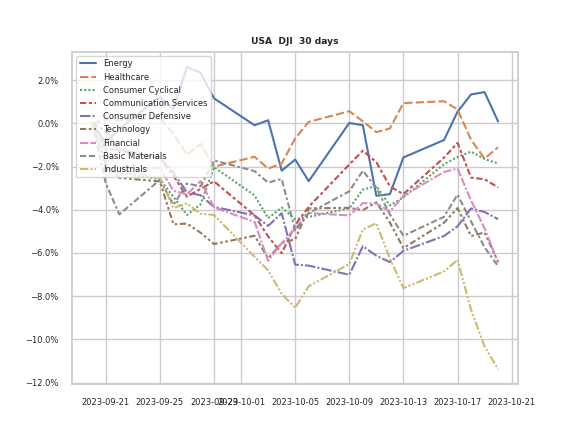 USA DJI 30 days
Energy
Healthcare
Consumer Cyclical
Communication Services
Consumer Defensive
Technology
Financial
Basic Materials
Industrials
2.0%
0.0%
−2.0%
−4.0%
−6.0%
−8.0%
−10.0%
−12.0%
2023-09-21 2023-09-25 2023-09-29 2023-10-01 2023-10-05 2023-10-09 2023-10-13 2023-10-17 2023-10-21